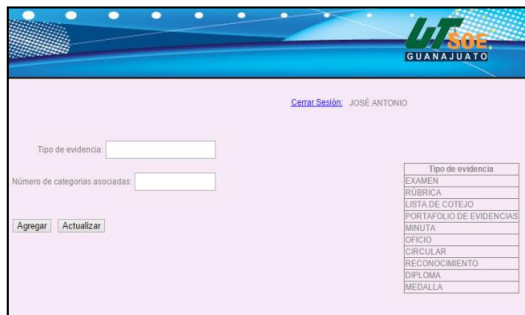 UTSOE.
GUANAJUATO
Cerrar Sesión: JOSÉ ANTONIO
Tipo de evidencia:
Número de categorias asociadas:
Agregar Actualizar
Tipo de evidencia
EXAMEN
RÚBRICA
LISTA DE COTEJO
PORTAFOLIO DE EVIDENCIAS
MINUTA
OFICIO
CIRCULAR
RECONOCIMIENTO
DIPLOMA
MEDALLA